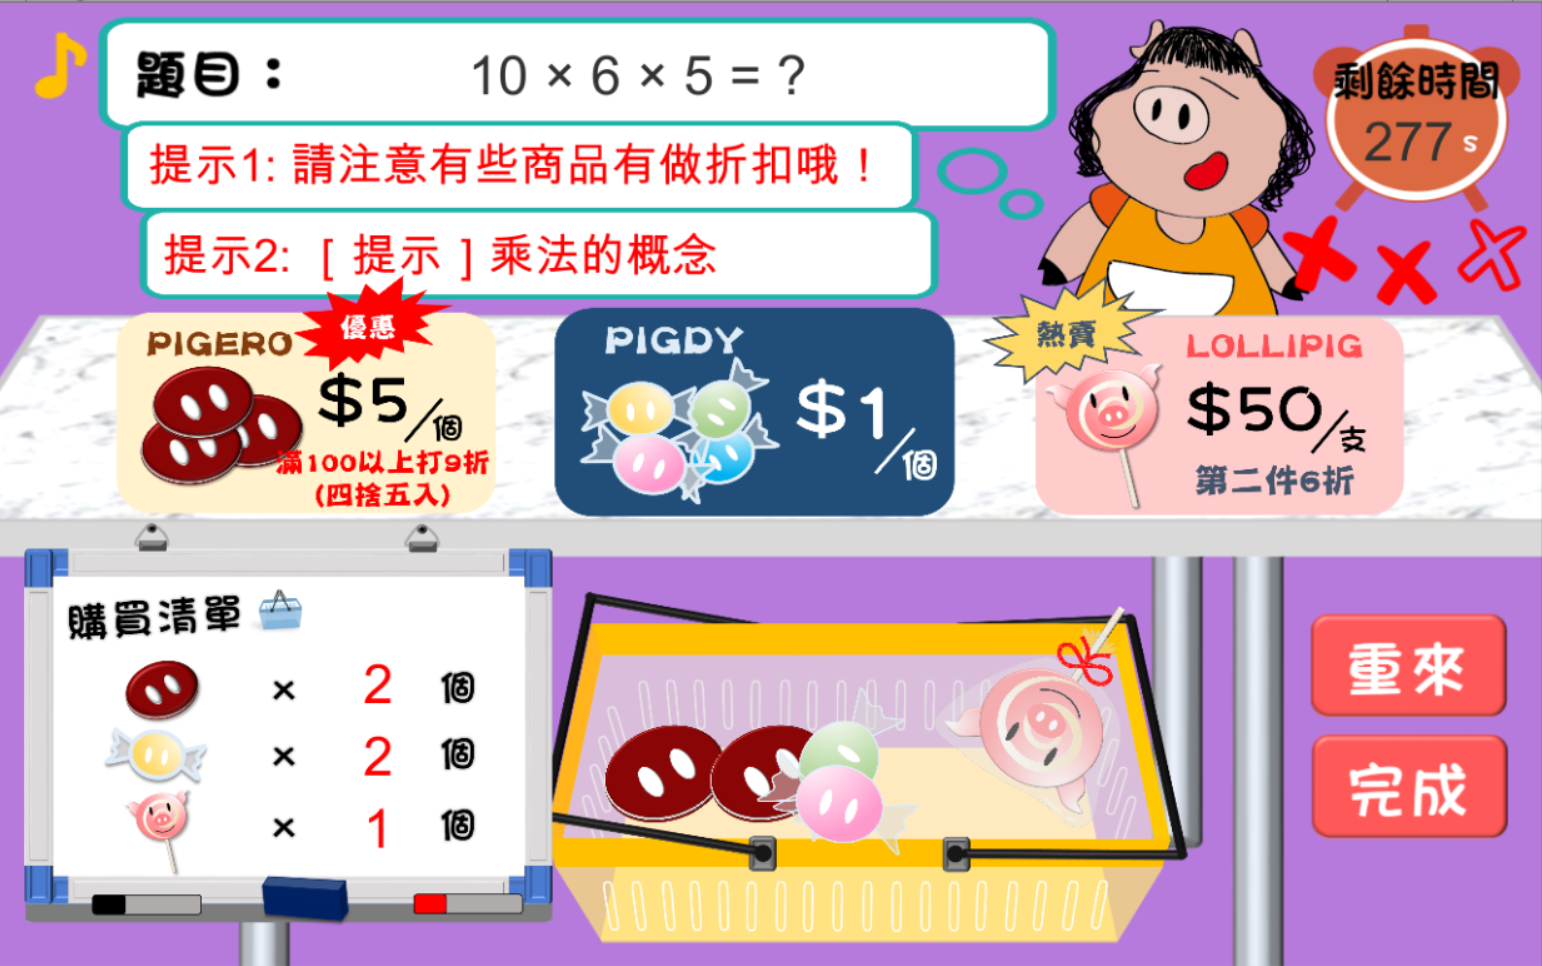 題目： 10 × 6 × 5 = ?
剩餘時間
277 s
提示1: 請注意有些商品有做折扣哦！
提示2: ［ 提示 ］乘法的概念
PIGERO
優惠
$5/個
滿100以上打9折
(四捨五入)
PIGDY
$1/個
熱賣
LOLLIPIG
$50/支
第二件6折
購買清單
× 2 個
× 2 個
× 1 個
重來
完成